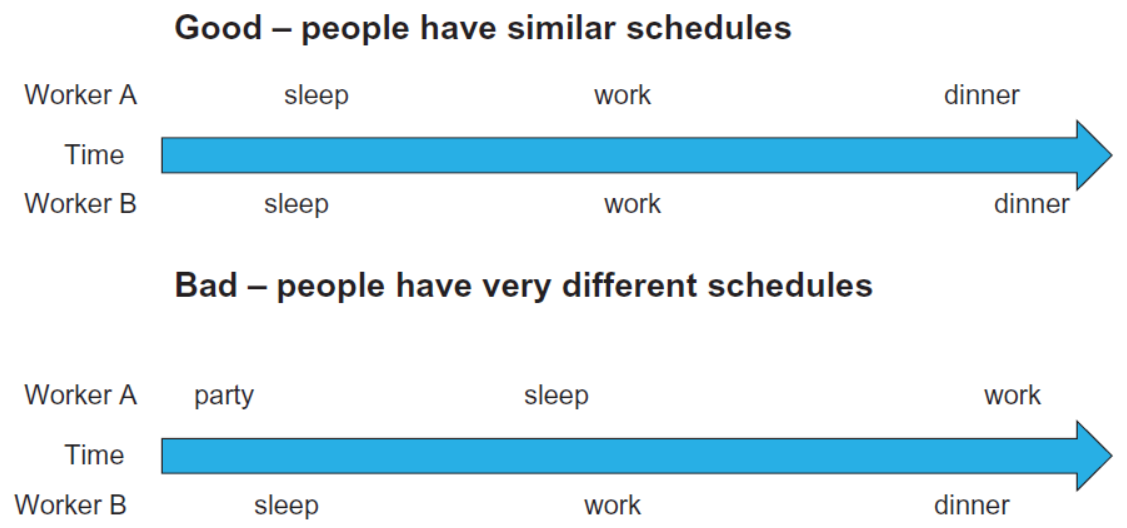 Good – people have similar schedules
Worker A sleep work dinner
Time
Worker B sleep work dinner
Bad – people have very different schedules
Worker A party sleep work
Time
Worker B sleep work dinner